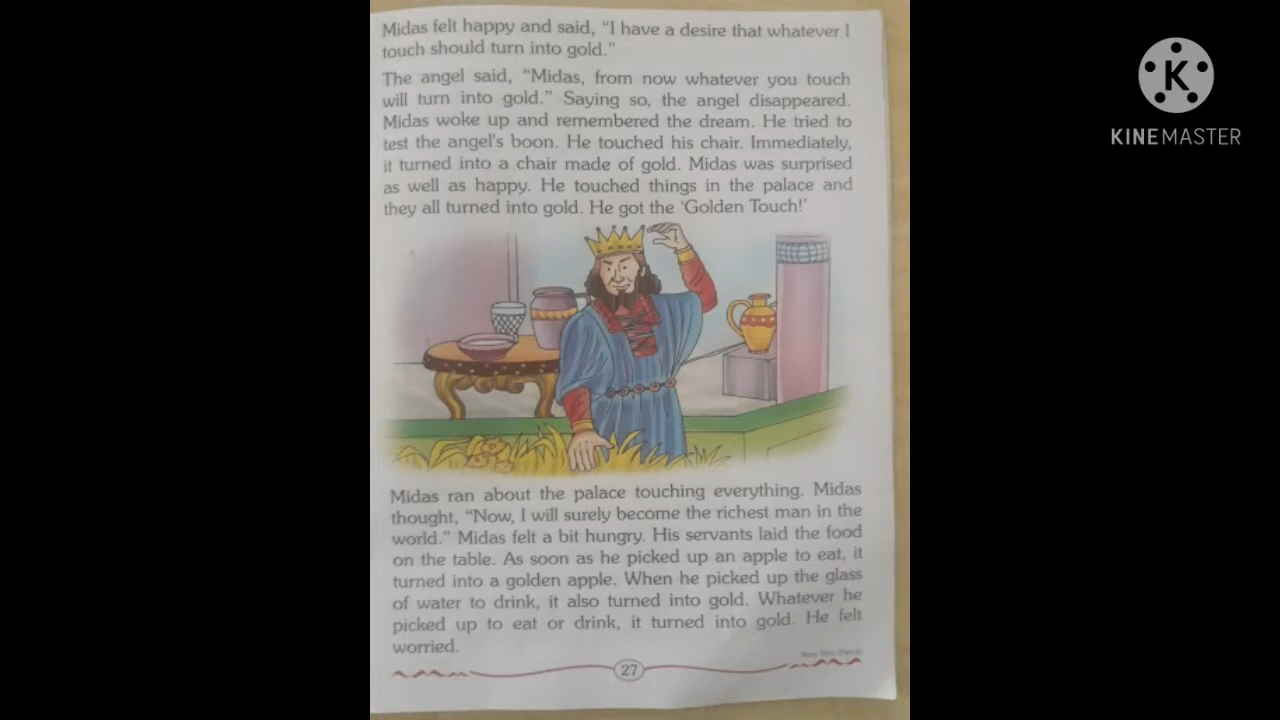 Midas felt happy and said, “I have a desire that whatever I
touch should turn into gold.”
The angel said, “Midas, from now whatever you touch
will turn into gold.” Saying so, the angel disappeared.
Midas woke up and remembered the dream. He tried to
test the angel's boon. He touched his chair. Immediately,
it turned into a chair made of gold. Midas was surprised
as well as happy. He touched things in the palace and
they all turned into gold. He got the ‘Golden Touch!’
Midas ran about the palace touching everything. Midas
thought, “Now, I will surely become the richest man in the
world.” Midas felt a bit hungry. His servants laid the food
on the table. As soon as he picked up an apple to eat, it
turned into a golden apple. When he picked up the glass
of water to drink, it also turned into gold. Whatever he
picked up to eat or drink, it turned into gold. He felt
worried.
27
K
KINEMASTER